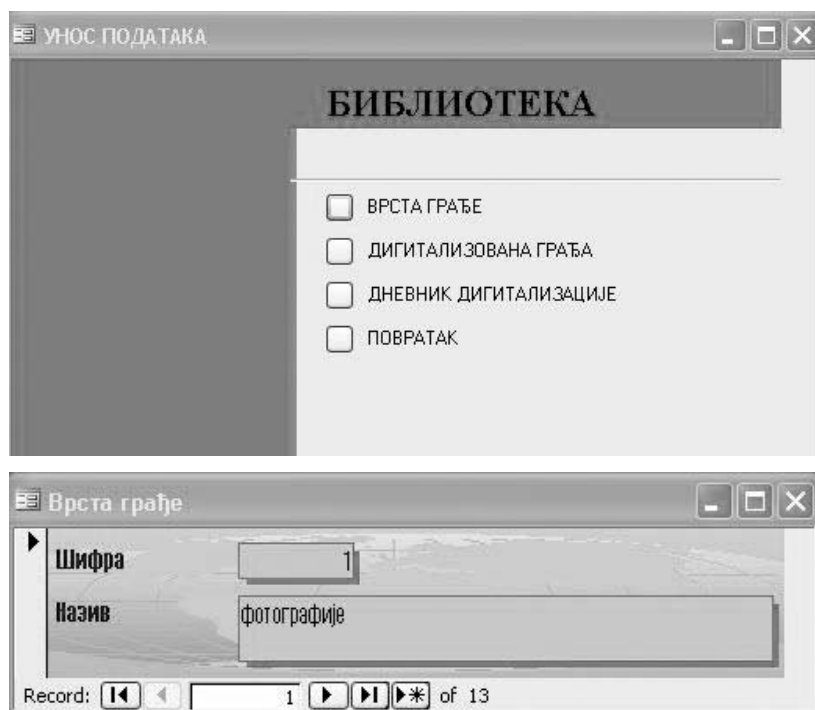 УНОС ПОДАТАКА
БИБЛИОТЕКА
ВРСТА ГРАЂЕ
ДИГИТАЛИЗОВАНА ГРАЂА
ДНЕВНИК ДИГИТАЛИЗАЦИЈЕ
ПОВРАТАК
Врста грађе
Шифра 1
Назив фотографије
Record: 1 of 13